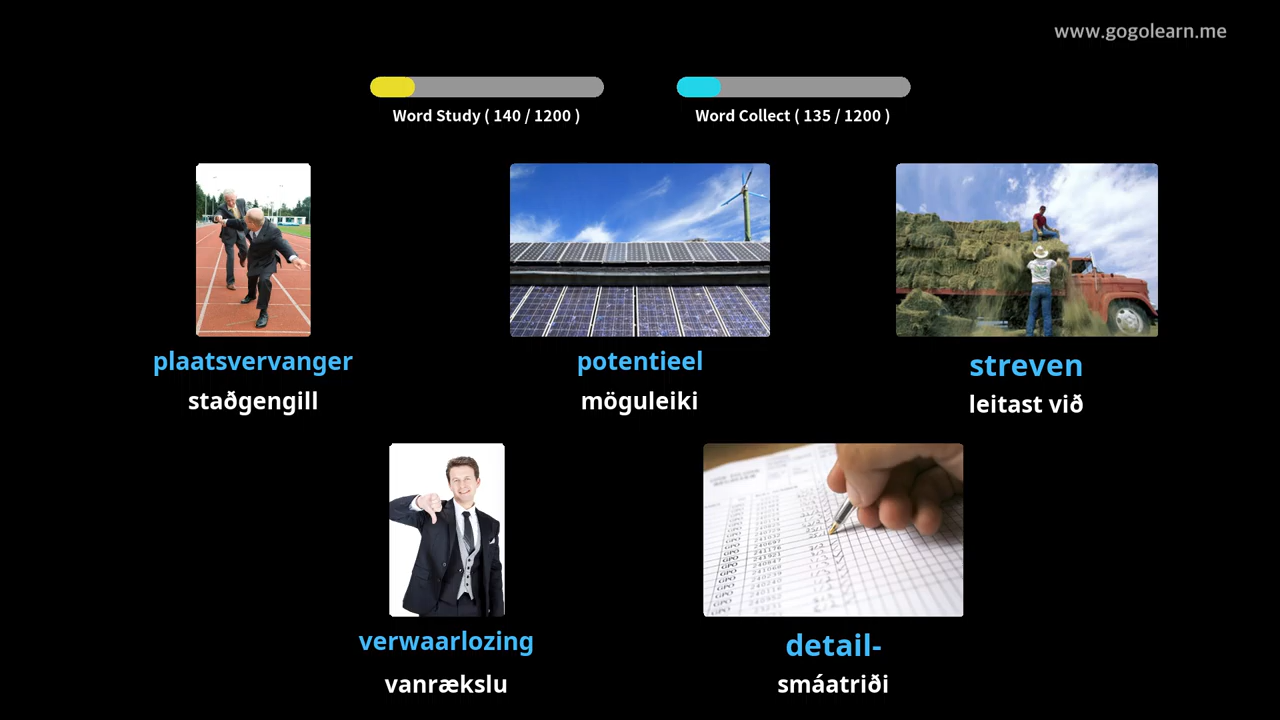 www.gogolearn.me
Word Study ( 140 / 1200 )
Word Collect ( 135 / 1200 )
plaatsvervanger
staðgengill
potentieel
möguleiki
streven
leitast við
verwaarlozing
vanrækslu
detail-
smáatriði